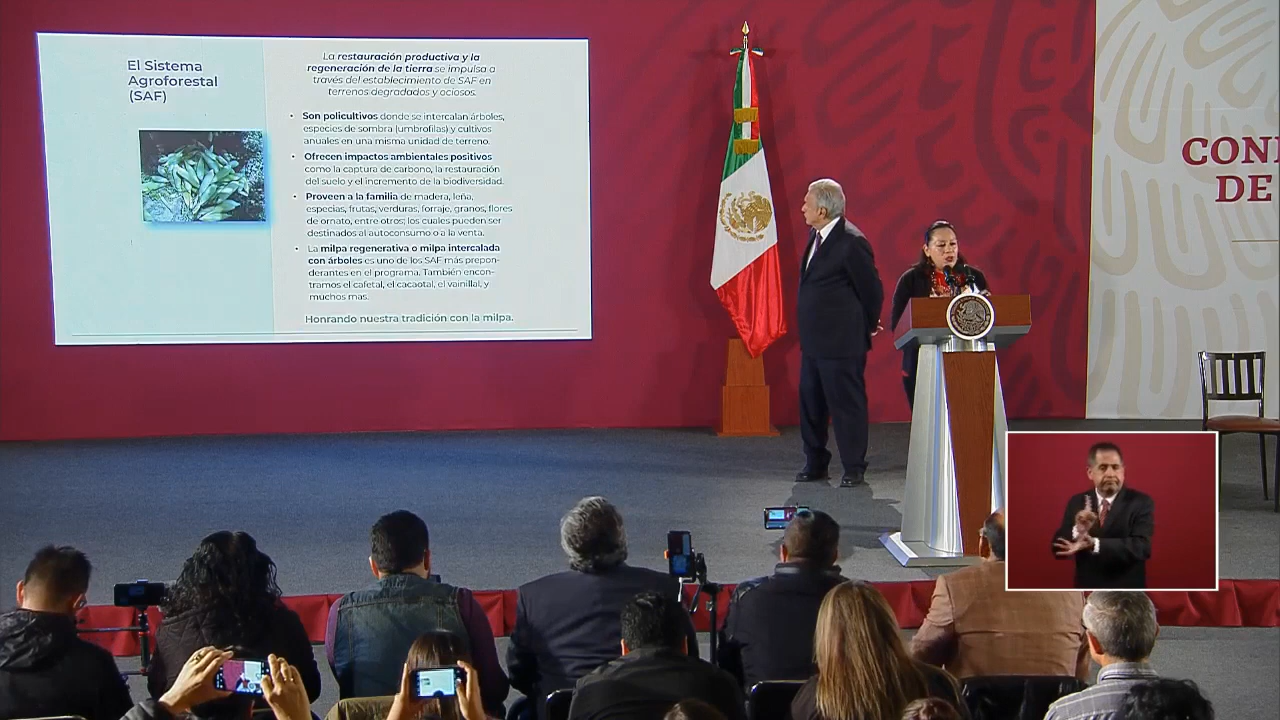 El Sistema
Agroforestal
(SAF)
La restauración productiva y la
regeneración de la tierra se impulsa a
través del establecimiento de SAF en
terrenos degradados y ociosos.
• Son policultivos donde se intercalan árboles,
especies de sombra (umbrofilas) y cultivos
anuales en una misma unidad de terreno.
• Ofrecen impactos ambientales positivos
como la captura de carbono, la restauración
del suelo y el incremento de la biodiversidad.
• Proveen a la familia de madera, leña,
especias, frutas, verduras, forraje, granos, flores
de ornato, entre otros; los cuales pueden ser
destinados al autoconsumo o a la venta.
• La milpa regenerativa o milpa intercalada
con árboles es uno de los SAF más prepon-
derantes en el programa. También encon-
tramos el cafetal, el cacaotal, el vainillal, y
muchos mas.
Honrando nuestra tradición con la milpa.
CON
DE